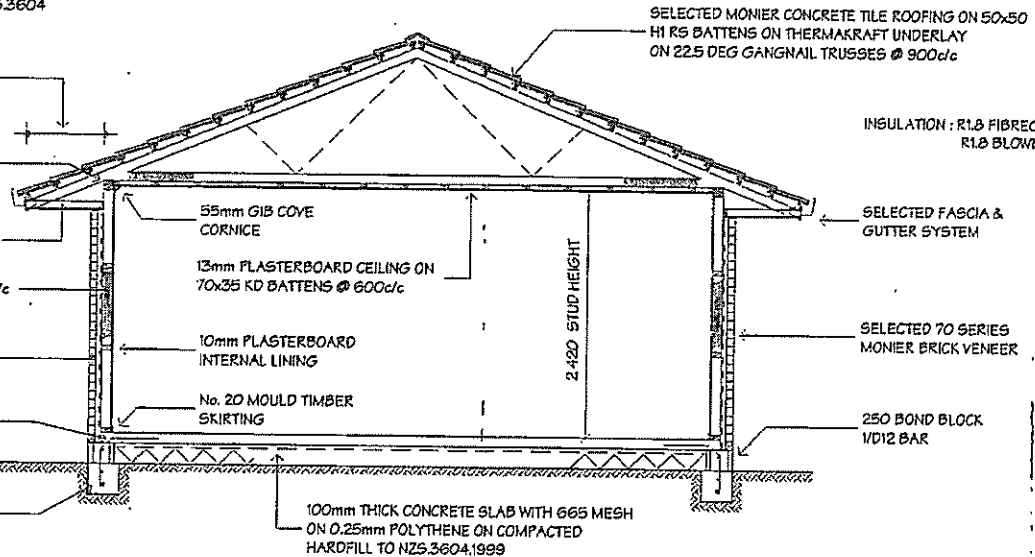 S.3604
SELECTED MONIER CONCRETE TILE ROOFING ON 50x50
H1 RS BATTENS ON THERMAKRAFT UNDERLAY
ON 22.5 DEG GANGNAIL TRUSSES @ 900c/c
INSULATION : R1.8 FIBREG
R1.8 BLOWE
55mm GIB COVE
CORNICE
SELECTED FASCIA &
GUTTER SYSTEM
13mm PLASTERBOARD CEILING ON
70x35 KD BATTENS @ 600c/c
2420 STUD HEIGHT
/c
10mm PLASTERBOARD
INTERNAL LINING
SELECTED 70 SERIES
MONIER BRICK VENEER
No. 20 MOULD TIMBER
SKIRTING
250 BOND BLOCK
1/D12 BAR
100mm THICK CONCRETE SLAB WITH 665 MESH
ON 0.25mm POLYTHENE ON COMPACTED
HARDFILL TO NZS.3604.1999